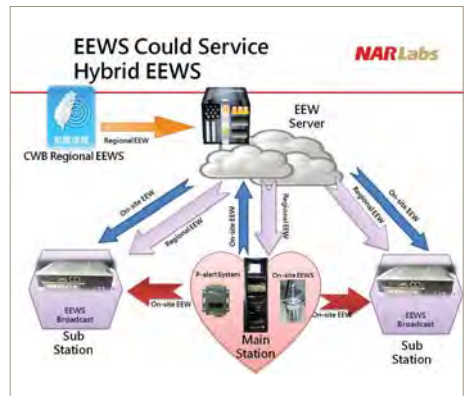 EEWS Could Service
Hybrid EEWS
NARLabs
EEW
Server
Regional EEW
CWB Regional EEWS
On-site EEW
Regional EEW
On-site EEW
Regional EEW
Regional EEW
On-site EEW
P-alert System
On-site EEWS
EEWS
Broadcast
Sub
Station
On-site EEW
Main
Station
On-site EEW
EEWS
Broadcast
Sub
Station